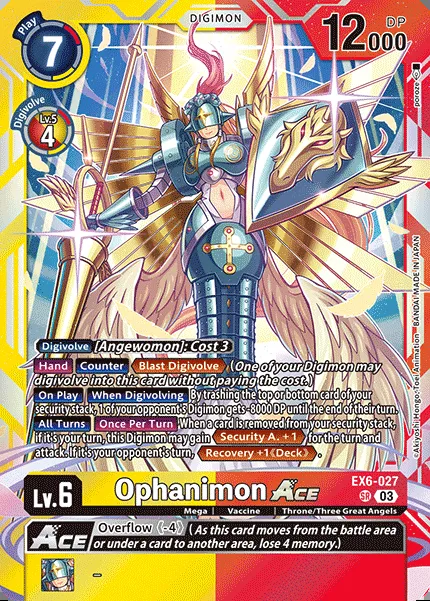 Play
7
DIGIMON
12000 DP
Digivolve
Lv.5
4
poroze
©Akiyoshi Hongo, Toei Animation BANDAI MADE IN JAPAN
Digivolve [Angewomon]: Cost 3
Hand Counter Blast Digivolve (One of your Digimon may
digivolve into this card without paying the cost.)
On Play When Digivolving By trashing the top or bottom card of your
security stack, 1 of your opponent's Digimon gets -8000 DP until the end of their turn.
All Turns Once Per Turn When a card is removed from your security stack,
if it's your turn, this Digimon may gain Security A. +1 for the turn and
attack. If it's your opponent's turn, Recovery +1《Deck》.
EX6-027
Lv.6 Ophanimon ACE SR 03
Mega Vaccine Throne/Three Great Angels
ACE Overflow《-4》(As this card moves from the battle area
or under a card to another area, lose 4 memory.)
-